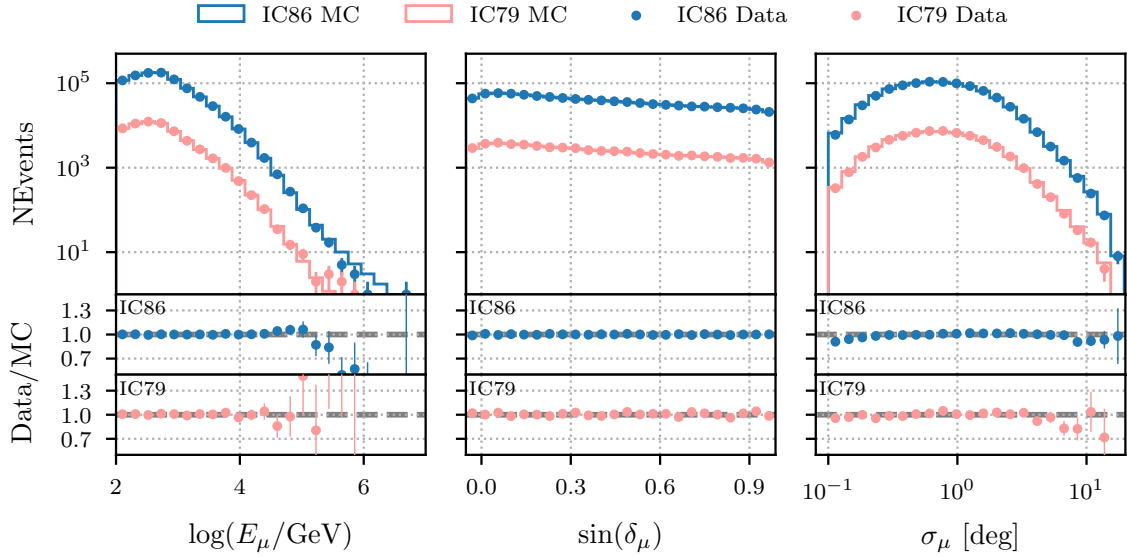 IC86 MC IC79 MC IC86 Data IC79 Data
NEvents
10^5
10^3
10^1
IC86 IC86 IC86
Data/MC
1.3
1.0
0.7
IC79 IC79 IC79
1.3
1.0
0.7
2 4 6 0.0 0.3 0.6 0.9 10^−1 10^0 10^1
log(E_μ/GeV) sin(δ_μ) σ_μ [deg]